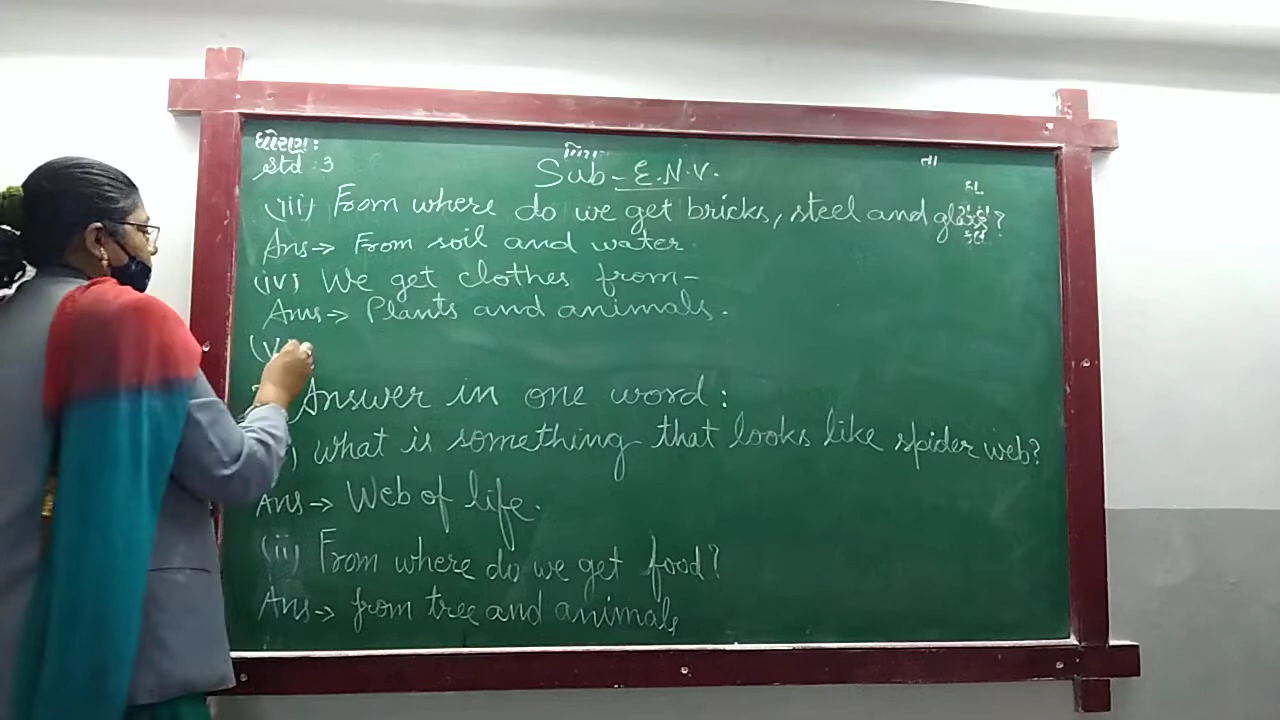 ધોરણ:
Std : 3
Sub - E.N.V.
તા
(iii) From where do we get bricks, steel and glass?
Ans → From soil and water.
(iv) We get clothes from-
Ans → Plants and animals.
(v
Answer in one word:
) what is something that looks like spider web?
Ans → Web of life.
(ii) From where do we get food?
Ans → from tree and animals